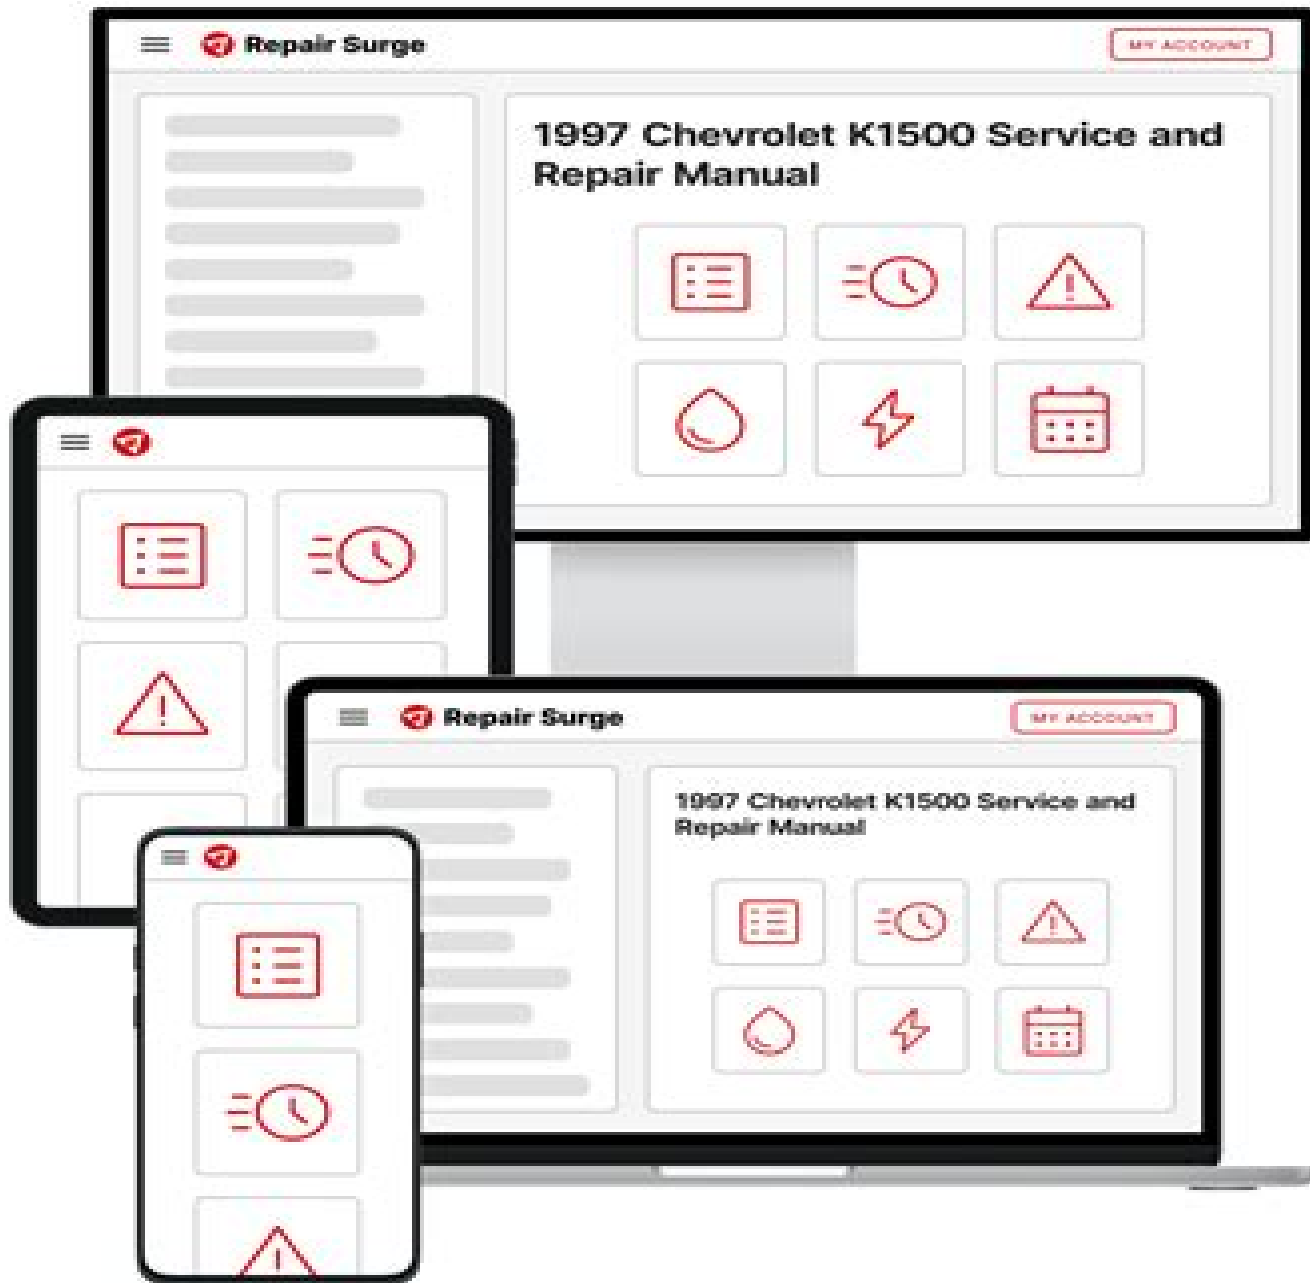 Repair Surge
MY ACCOUNT
1997 Chevrolet K1500 Service and
Repair Manual
Repair Surge
MY ACCOUNT
1997 Chevrolet K1500 Service and
Repair Manual